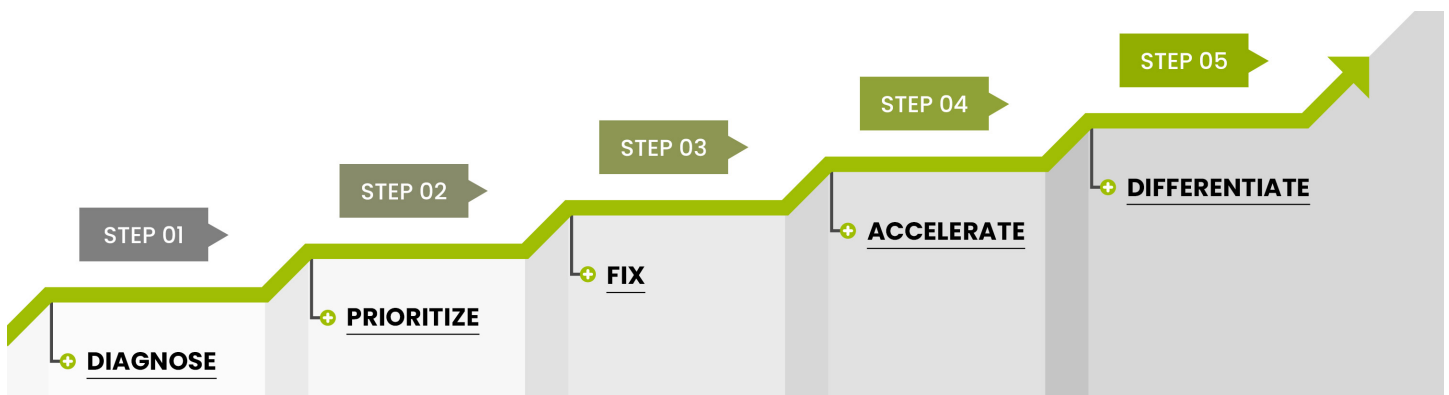 STEP 01
DIAGNOSE
STEP 02
PRIORITIZE
STEP 03
FIX
STEP 04
ACCELERATE
STEP 05
DIFFERENTIATE